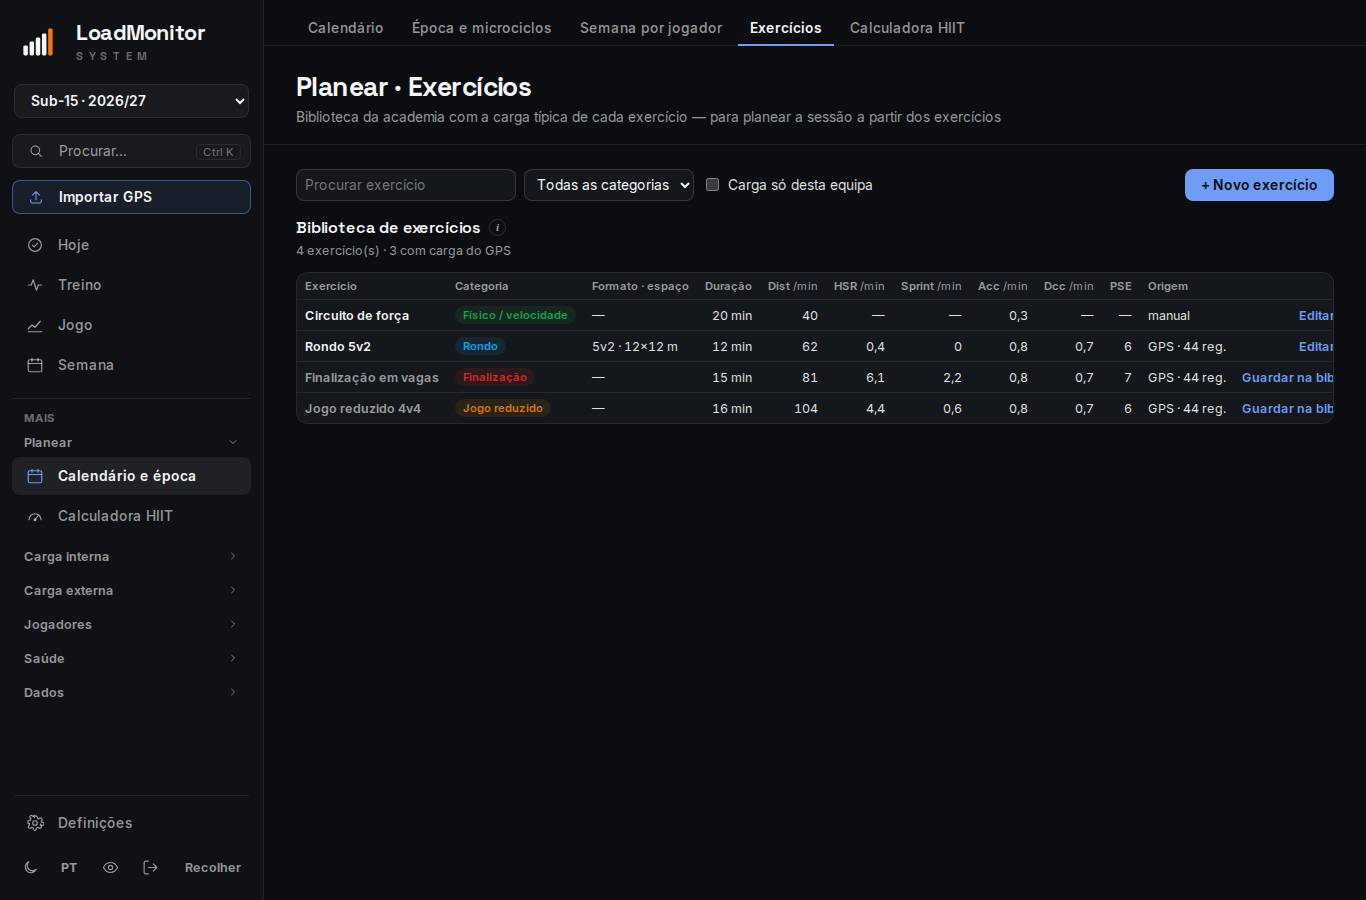 LoadMonitor
SYSTEM
Sub-15 · 2026/27
Procurar... Ctrl K
Importar GPS
Hoje
Treino
Jogo
Semana
MAIS
Planear
Calendário e época
Calculadora HIIT
Carga interna
Carga externa
Jogadores
Saúde
Dados
Definições
PT Recolher
Calendário Época e microciclos Semana por jogador Exercícios Calculadora HIIT
Planear · Exercícios
Biblioteca da academia com a carga típica de cada exercício — para planear a sessão a partir dos exercícios
Procurar exercício Todas as categorias Carga só desta equipa + Novo exercício
Biblioteca de exercícios i
4 exercício(s) · 3 com carga do GPS
Exercício Categoria Formato · espaço Duração Dist /min HSR /min Sprint /min Acc /min Dcc /min PSE Origem
Circuito de força Físico / velocidade — 20 min 40 — — 0,3 — — manual Editar
Rondo 5v2 Rondo 5v2 · 12×12 m 12 min 62 0,4 0 0,8 0,7 6 GPS · 44 reg. Editar
Finalização em vagas Finalização — 15 min 81 6,1 2,2 0,8 0,7 7 GPS · 44 reg. Guardar na bib
Jogo reduzido 4v4 Jogo reduzido — 16 min 104 4,4 0,6 0,8 0,7 6 GPS · 44 reg. Guardar na bib